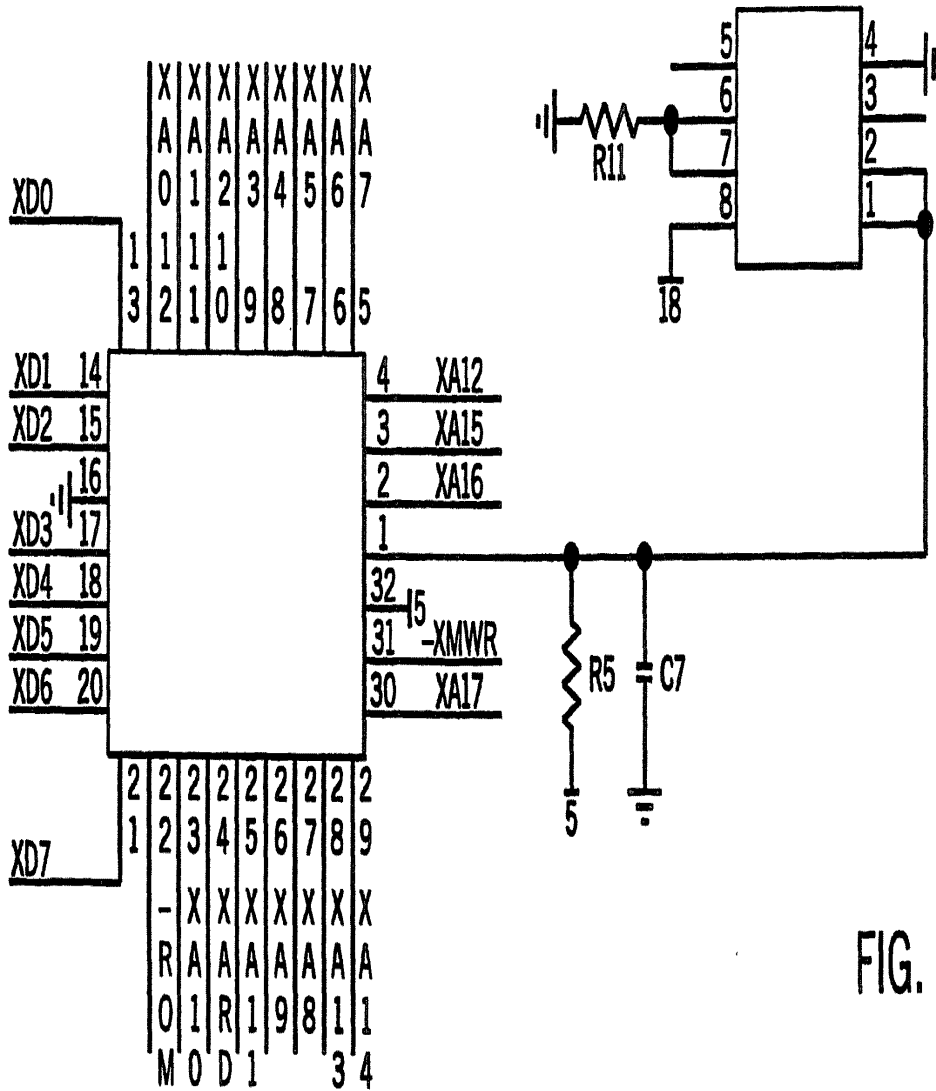 5 4
6 3
7 2
8 1
R11
18
XD0
13
XA0 12
XA1 11
XA2 10
XA3 9
XA4 8
XA5 7
XA6 6
XA7 5
XD1 14
XD2 15
16
XD3 17
XD4 18
XD5 19
XD6 20
4 XA12
3 XA15
2 XA16
1
32 5
31 -XMWR
30 XA17
R5
C7
5
XD7
21
22 -ROM
23 XA10
24 XARD
25 XA11
26 XA9
27 XA8
28 XA13
29 XA14
FIG.